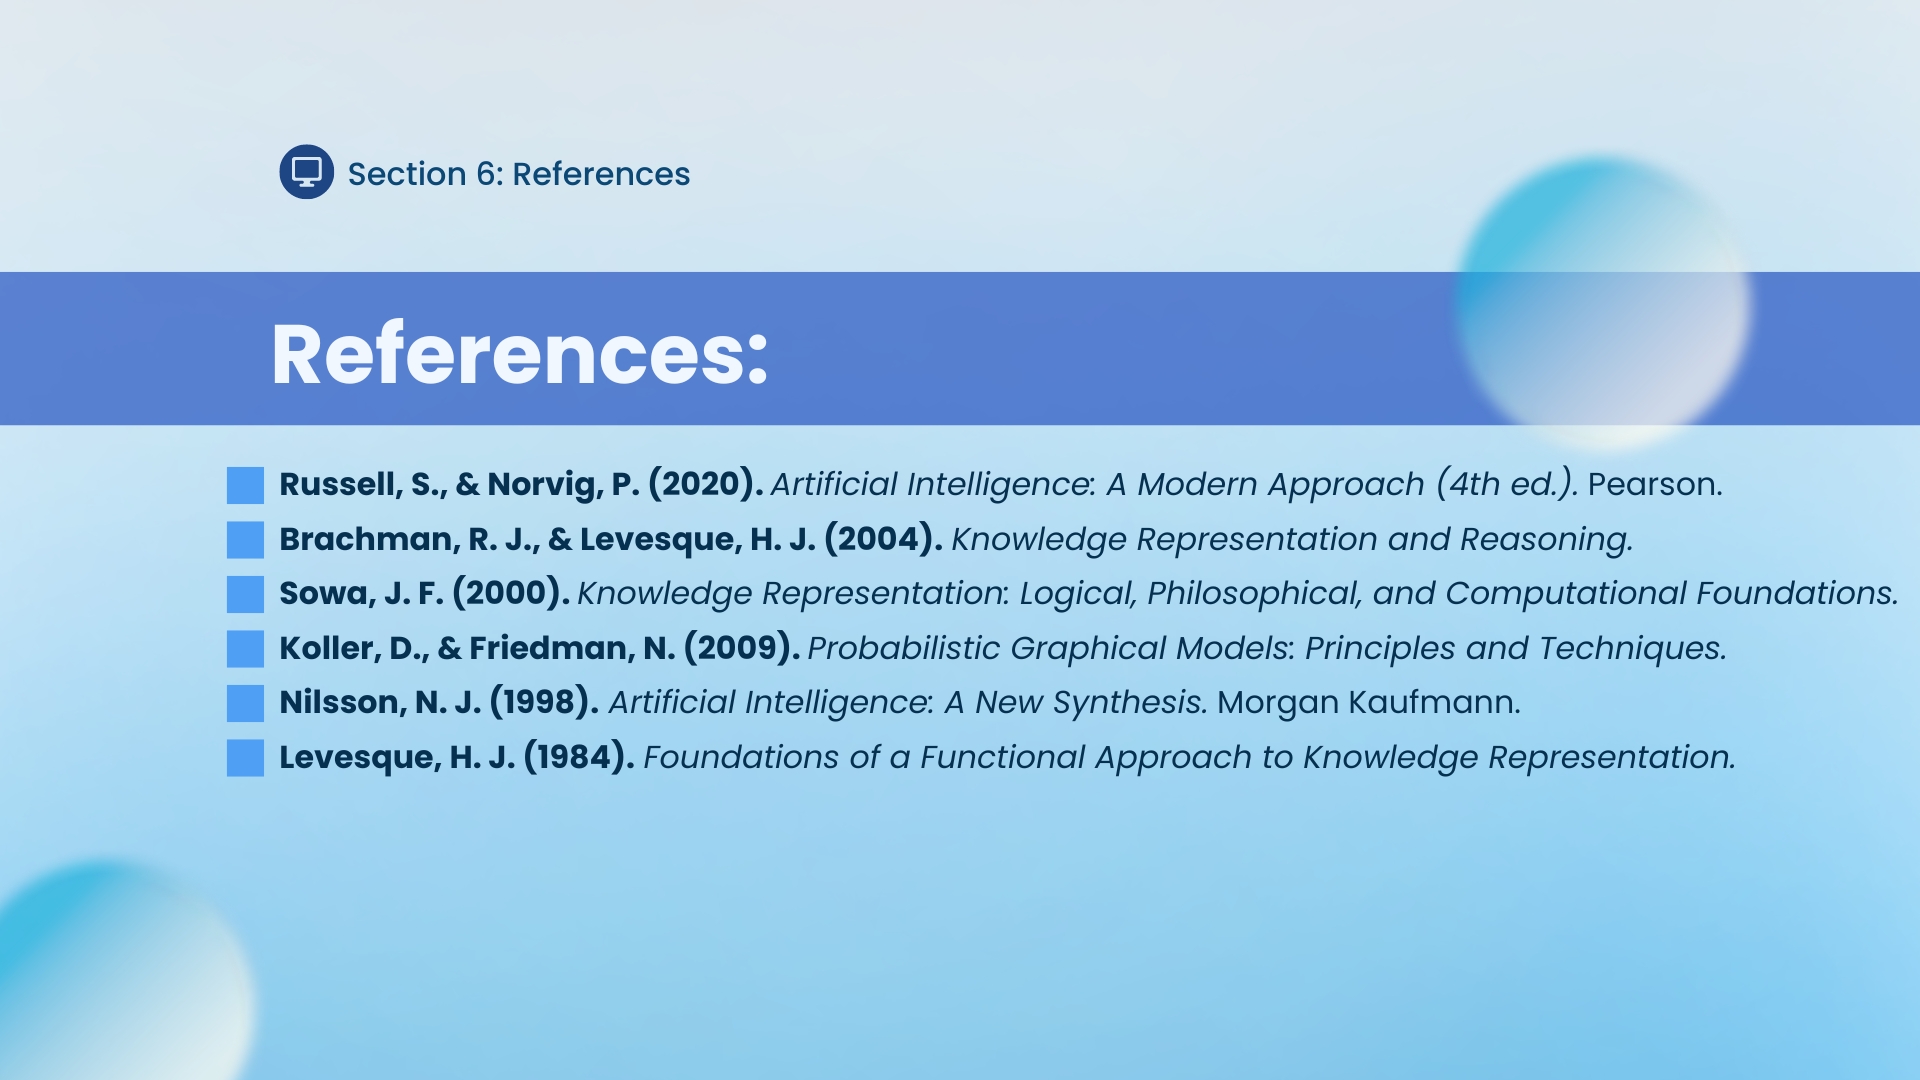 Section 6: References
References:
Russell, S., & Norvig, P. (2020). Artificial Intelligence: A Modern Approach (4th ed.). Pearson.
Brachman, R. J., & Levesque, H. J. (2004). Knowledge Representation and Reasoning.
Sowa, J. F. (2000). Knowledge Representation: Logical, Philosophical, and Computational Foundations.
Koller, D., & Friedman, N. (2009). Probabilistic Graphical Models: Principles and Techniques.
Nilsson, N. J. (1998). Artificial Intelligence: A New Synthesis. Morgan Kaufmann.
Levesque, H. J. (1984). Foundations of a Functional Approach to Knowledge Representation.